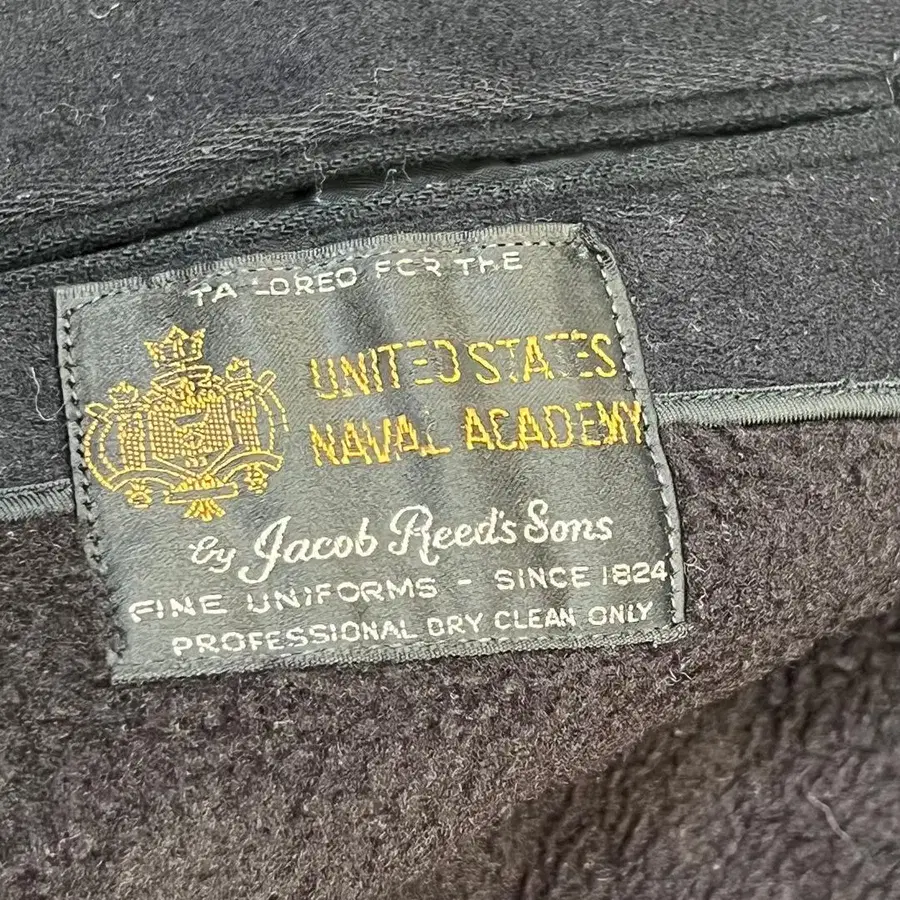 TAILORED FOR THE
UNITED STATES
NAVAL ACADEMY
by Jacob Reed's Sons
FINE UNIFORMS - SINCE 1824
PROFESSIONAL DRY CLEAN ONLY